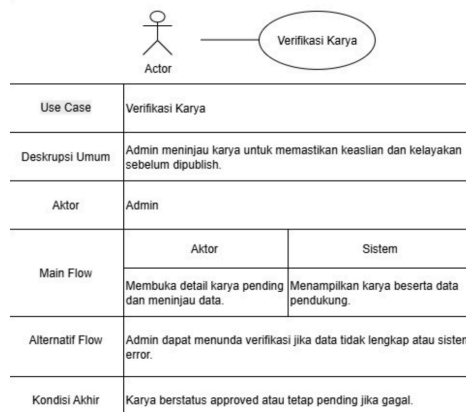 Verifikasi Karya
Actor
Use Case
Verifikasi Karya
Deskrupsi Umum
Admin meninjau karya untuk memastikan keaslian dan kelayakan
sebelum dipublish.
Aktor
Admin
Main Flow
Aktor
Sistem
Membuka detail karya pending
dan meninjau data.
Menampilkan karya beserta data
pendukung.
Alternatif Flow
Admin dapat menunda verifikasi jika data tidak lengkap atau sister
error.
Kondisi Akhir
Karya berstatus approved atau tetap pending jika gagal.